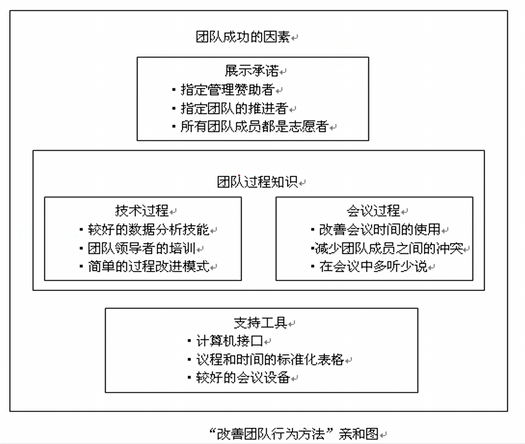 团队成功的因素
展示承诺
▪指定管理赞助者
▪指定团队的推进者
▪所有团队成员都是志愿者
团队过程知识
技术过程
▪较好的数据分析技能
▪团队领导者的培训
▪简单的过程改进模式
会议过程
▪改善会议时间的使用
▪减少团队成员之间的冲突
▪在会议中多听少说
支持工具
▪计算机接口
▪议程和时间的标准化表格
▪较好的会议设备
“改善团队行为方法”亲和图